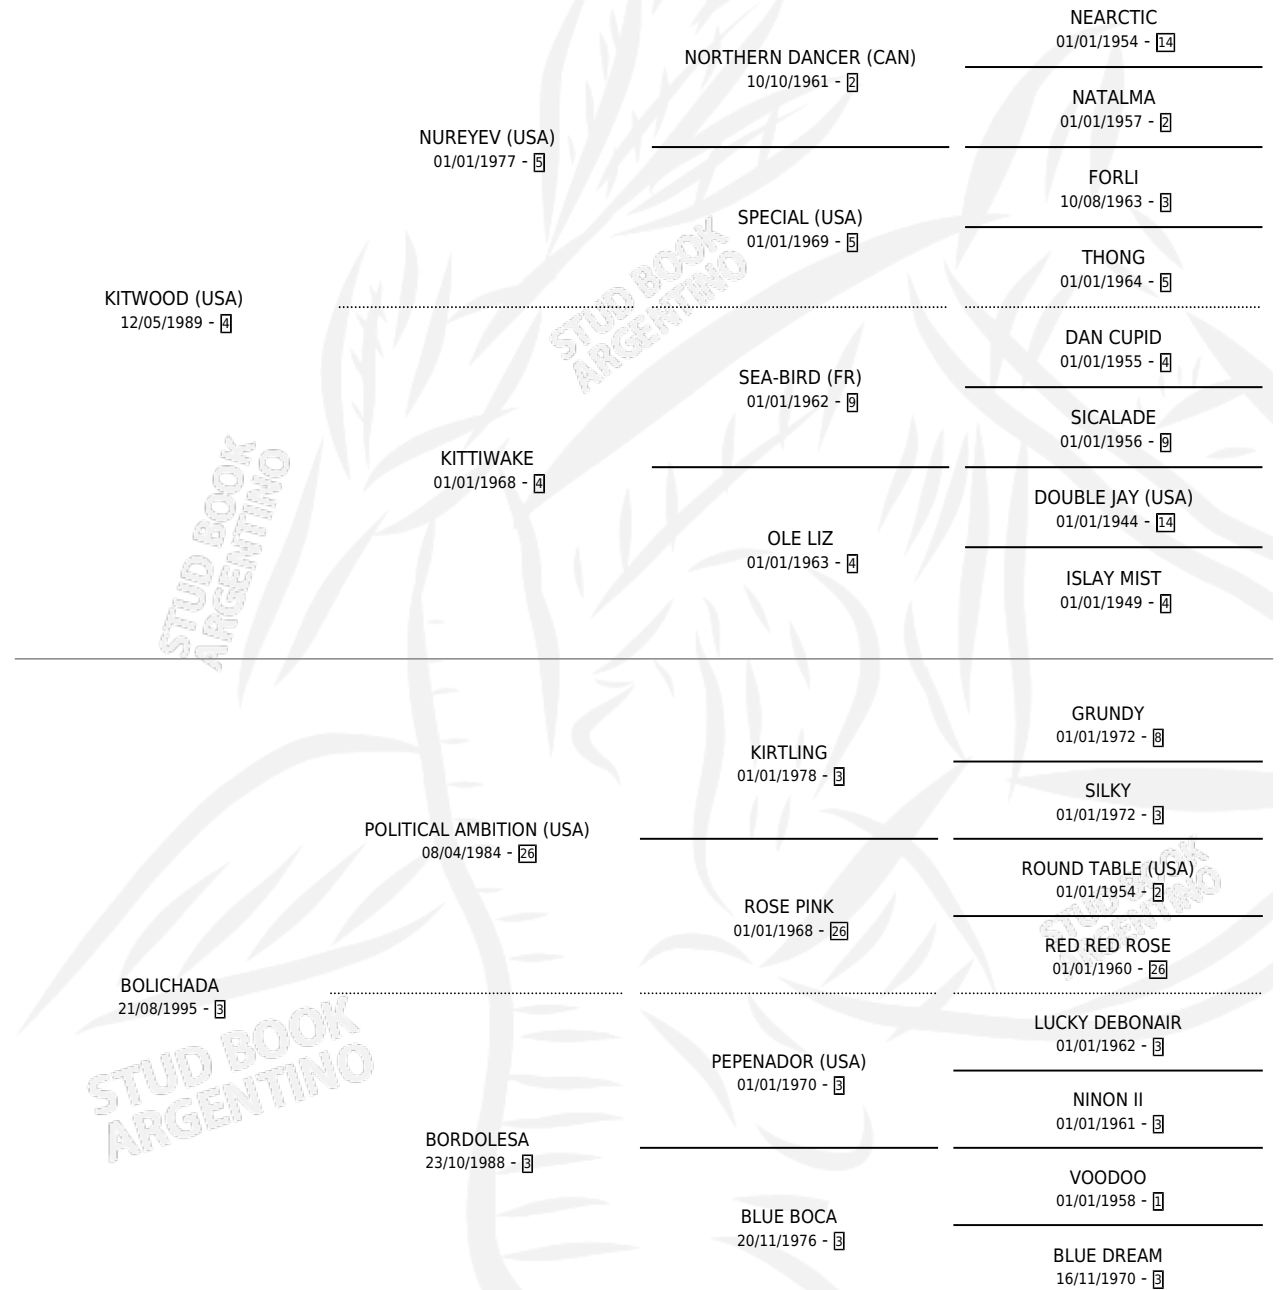 NEARCTIC
01/01/1954 - 14
NORTHERN DANCER (CAN)
10/10/1961 - 2
NATALMA
01/01/1957 - 2
NUREYEV (USA)
01/01/1977 - 5
FORLI
10/08/1963 - 3
SPECIAL (USA)
01/01/1969 - 5
THONG
01/01/1964 - 5
KITWOOD (USA)
12/05/1989 - 4
DAN CUPID
01/01/1955 - 4
SEA-BIRD (FR)
01/01/1962 - 9
SICALADE
01/01/1956 - 9
KITTIWAKE
01/01/1968 - 4
DOUBLE JAY (USA)
01/01/1944 - 14
OLE LIZ
01/01/1963 - 4
ISLAY MIST
01/01/1949 - 4
GRUNDY
01/01/1972 - 8
KIRTLING
01/01/1978 - 3
SILKY
01/01/1972 - 3
POLITICAL AMBITION (USA)
08/04/1984 - 26
ROUND TABLE (USA)
01/01/1954 - 2
ROSE PINK
01/01/1968 - 26
RED RED ROSE
01/01/1960 - 26
BOLICHADA
21/08/1995 - 3
LUCKY DEBONAIR
01/01/1962 - 3
PEPENADOR (USA)
01/01/1970 - 3
NINON II
01/01/1961 - 3
BORDOLESA
23/10/1988 - 3
VOODOO
01/01/1958 - 1
BLUE BOCA
20/11/1976 - 3
BLUE DREAM
16/11/1970 - 3
STUD BOOK
ARGENTINO
STUD BOOK
ARGENTINO
STUD BOOK
ARGENTINO
STUD BOOK
ARGENTINO